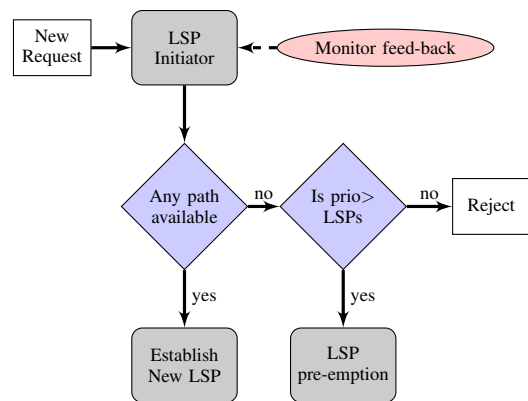 New
Request
LSP
Initiator
Monitor feed-back
Any path
available
no
Is prio>
LSPs
no
Reject
yes
yes
Establish
New LSP
LSP
pre-emption